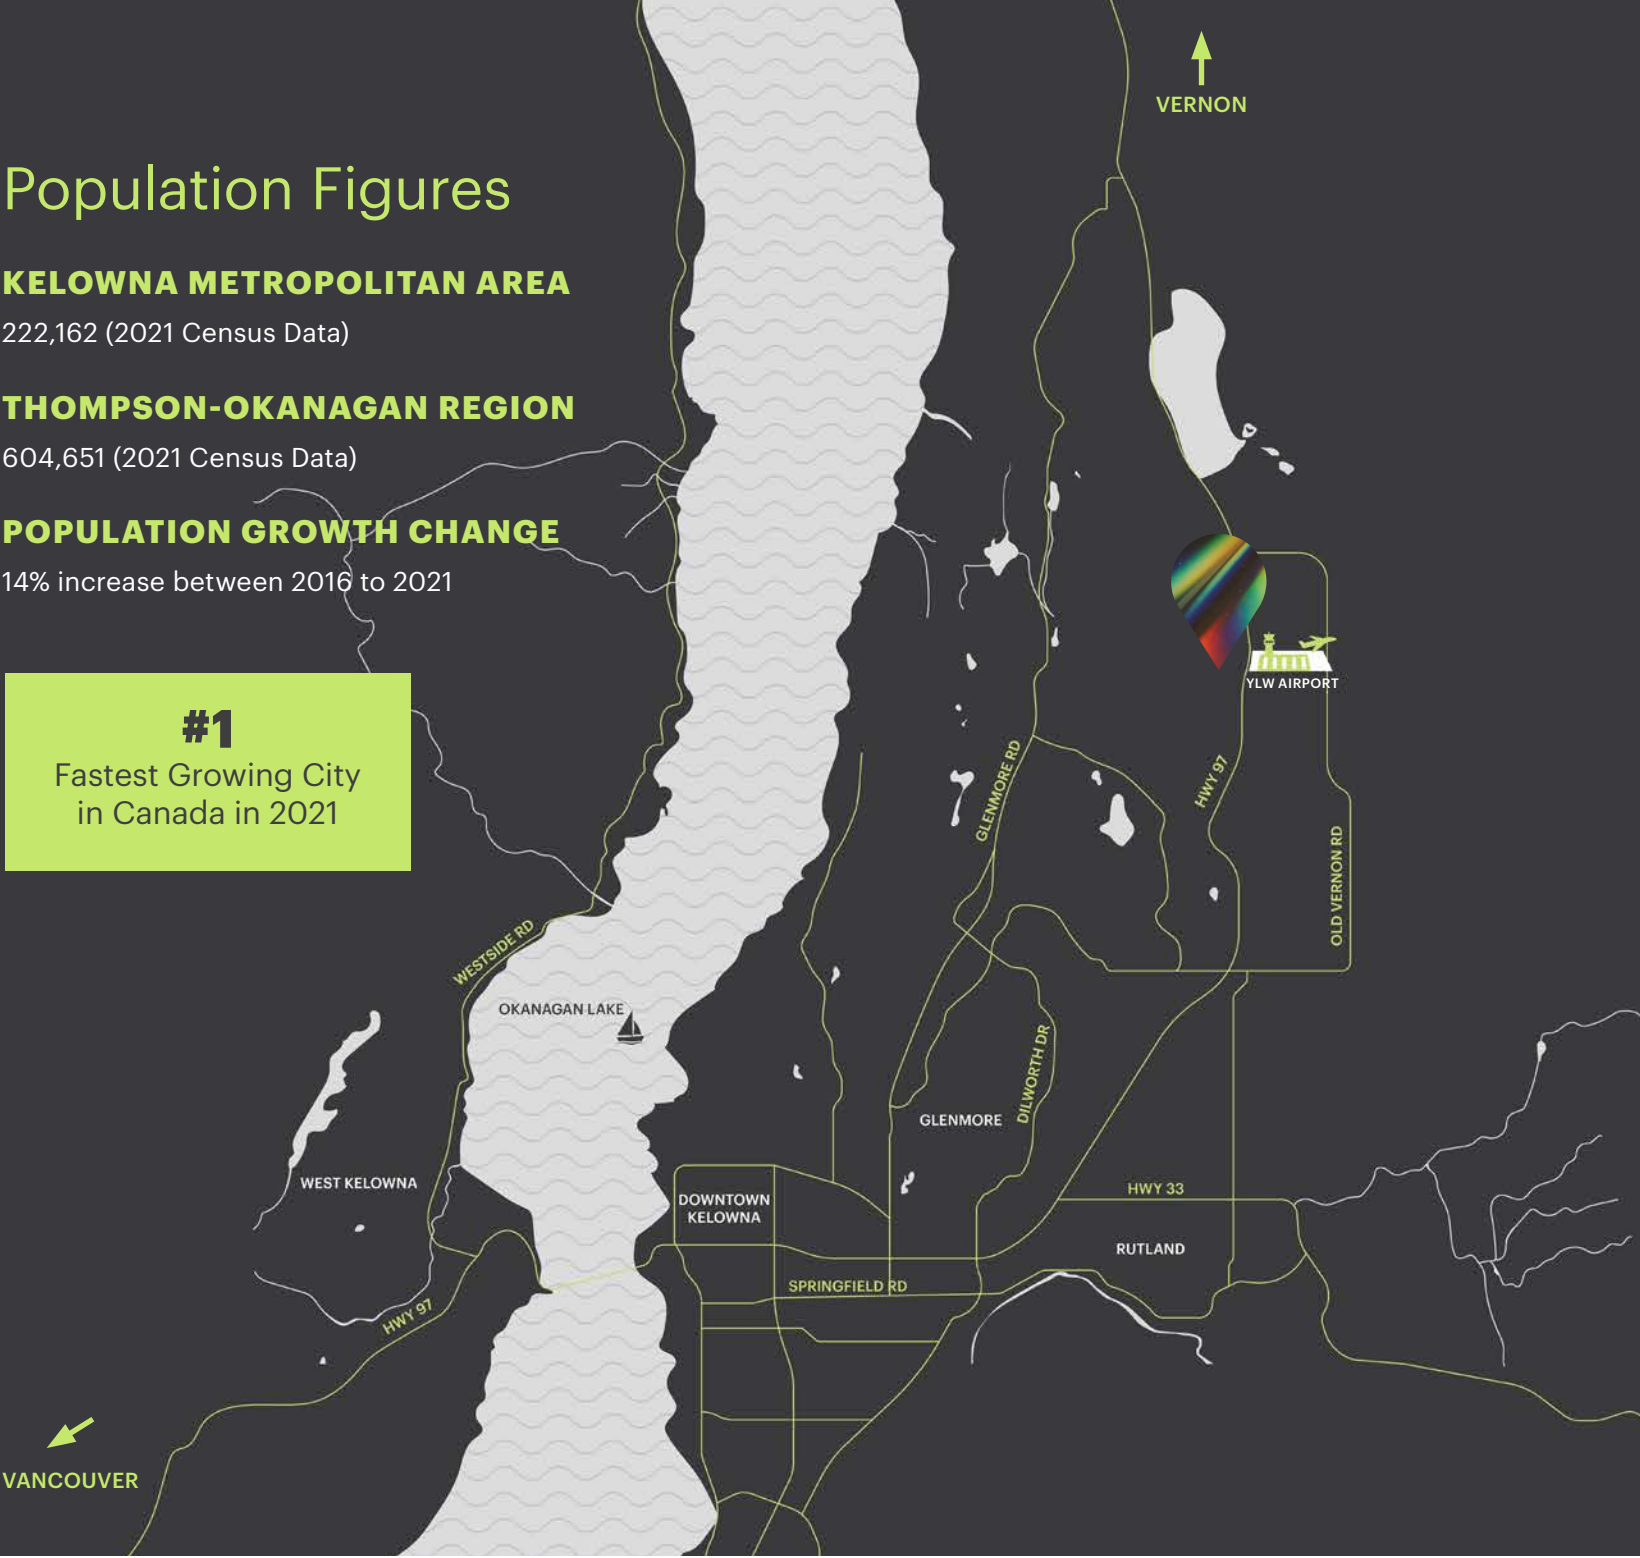 VERNON
Population Figures
KELOWNA METROPOLITAN AREA
222,162 (2021 Census Data)
THOMPSON-OKANAGAN REGION
604,651 (2021 Census Data)
POPULATION GROWTH CHANGE
14% increase between 2016 to 2021
#1
Fastest Growing City
in Canada in 2021
YLW AIRPORT
GLENMORE RD
HWY 97
OLD VERNON RD
WESTSIDE RD
OKANAGAN LAKE
DILWORTH DR
GLENMORE
WEST KELOWNA
DOWNTOWN
KELOWNA
HWY 33
RUTLAND
SPRINGFIELD RD
HWY 97
VANCOUVER